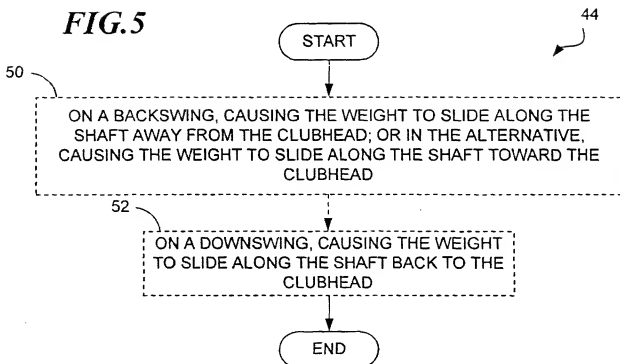 FIG.5
START
44
50
ON A BACKSWING, CAUSING THE WEIGHT TO SLIDE ALONG THE
SHAFT AWAY FROM THE CLUBHEAD; OR IN THE ALTERNATIVE,
CAUSING THE WEIGHT TO SLIDE ALONG THE SHAFT TOWARD THE
CLUBHEAD
52
ON A DOWNSWING, CAUSING THE WEIGHT
TO SLIDE ALONG THE SHAFT BACK TO THE
CLUBHEAD
END